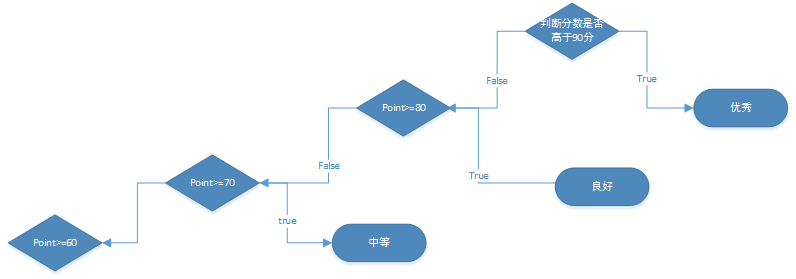 判断分数是否
高于90分
False
True
Point>=80
优秀
False
True
Point>=70
良好
true
Point>=60
中等